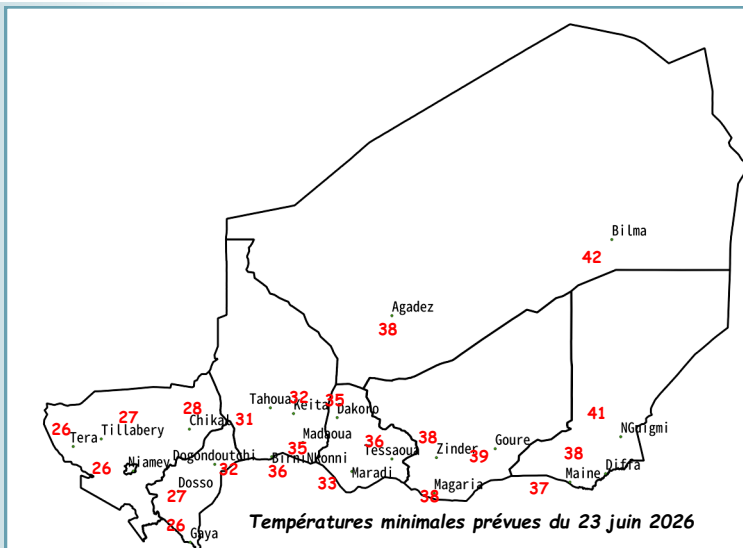 Bilma
42
Agadez
38
Tahoua
32
Keita
35
Dakoro
31
28
Chikal
27
Tillabery
26
Tera
26
Niamey
Madaoua
35
36
Tessaoua
38
Zinder
39
Goure
41
NGuigmi
38
Diffa
Maine
37
Dogondoutchi
32
BirniNkonni
36
33
Maradi
Magaria
38
Dosso
27
26
Gaya
Températures minimales prévues du 23 juin 2026